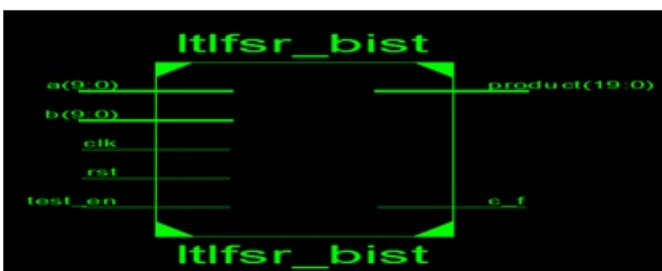 ltlfsr_bist
a(9:0)
product(19:0)
b(9:0)
clk
rst
test_en
c_f
ltlfsr_bist